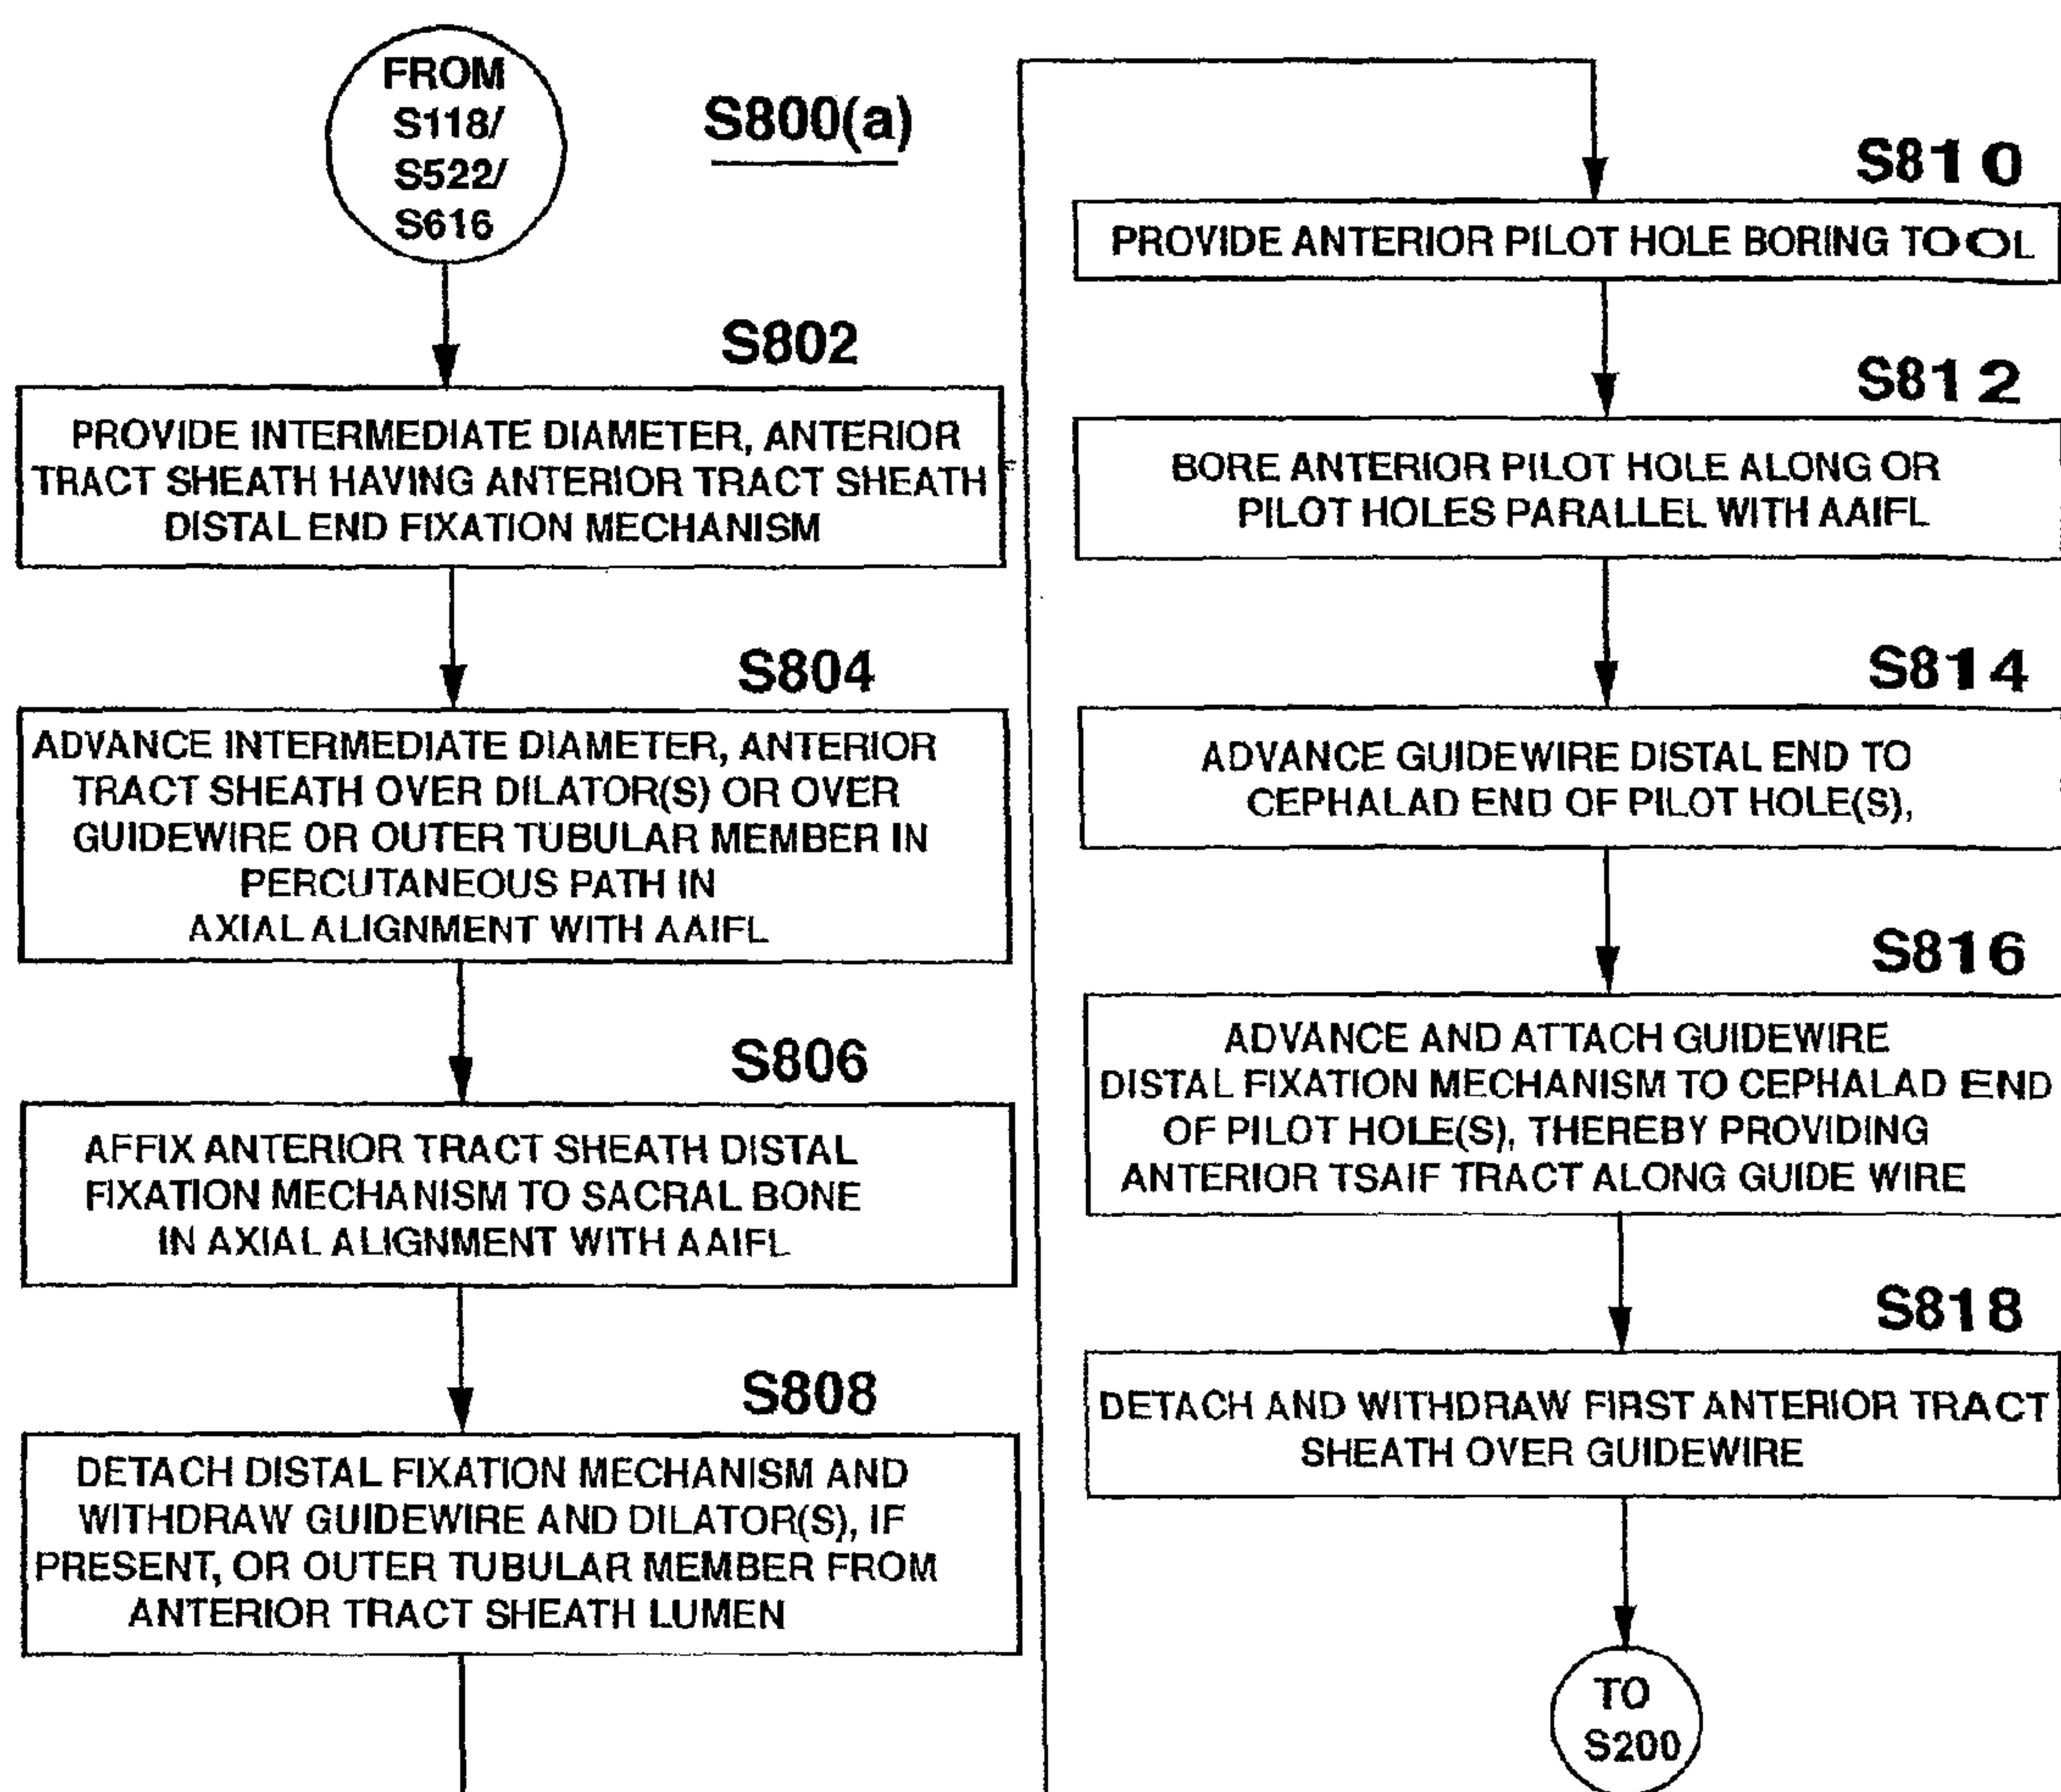 FROM
S118/
S522/
S616
S800(a)
S802
PROVIDE INTERMEDIATE DIAMETER, ANTERIOR
TRACT SHEATH HAVING ANTERIOR TRACT SHEATH
DISTAL END FIXATION MECHANISM
S804
ADVANCE INTERMEDIATE DIAMETER, ANTERIOR
TRACT SHEATH OVER DILATOR(S) OR OVER
GUIDEWIRE OR OUTER TUBULAR MEMBER IN
PERCUTANEOUS PATH IN
AXIAL ALIGNMENT WITH AAIFL
S806
AFFIX ANTERIOR TRACT SHEATH DISTAL
FIXATION MECHANISM TO SACRAL BONE
IN AXIAL ALIGNMENT WITH AAIFL
S808
DETACH DISTAL FIXATION MECHANISM AND
WITHDRAW GUIDEWIRE AND DILATOR(S), IF
PRESENT, OR OUTER TUBULAR MEMBER FROM
ANTERIOR TRACT SHEATH LUMEN
S810
PROVIDE ANTERIOR PILOT HOLE BORING TOOL
S812
BORE ANTERIOR PILOT HOLE ALONG OR
PILOT HOLES PARALLEL WITH AAIFL
S814
ADVANCE GUIDEWIRE DISTAL END TO
CEPHALAD END OF PILOT HOLE(S),
S816
ADVANCE AND ATTACH GUIDEWIRE
DISTAL FIXATION MECHANISM TO CEPHALAD END
OF PILOT HOLE(S), THEREBY PROVIDING
ANTERIOR TSAIF TRACT ALONG GUIDE WIRE
S818
DETACH AND WITHDRAW FIRST ANTERIOR TRACT
SHEATH OVER GUIDEWIRE
TO
S200